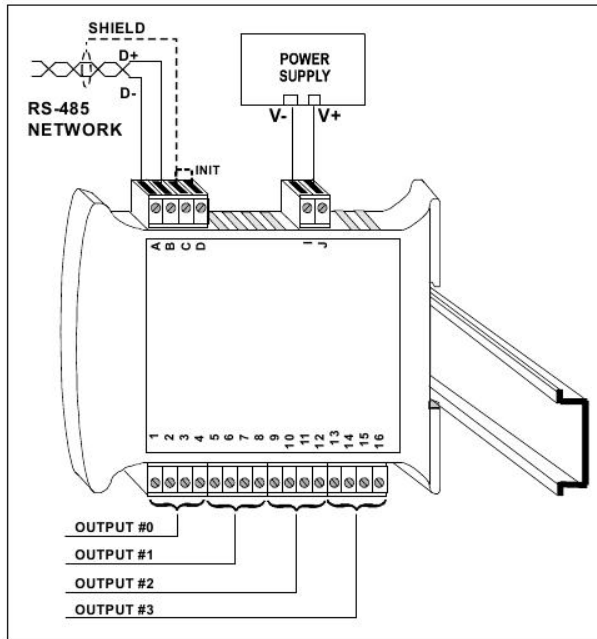 SHIELD
D+
D-
RS-485
NETWORK
POWER
SUPPLY
V- V+
INIT
A B C D I J
1 2 3 4 5 6 7 8 9 10 11 12 13 14 15 16
OUTPUT #0
OUTPUT #1
OUTPUT #2
OUTPUT #3